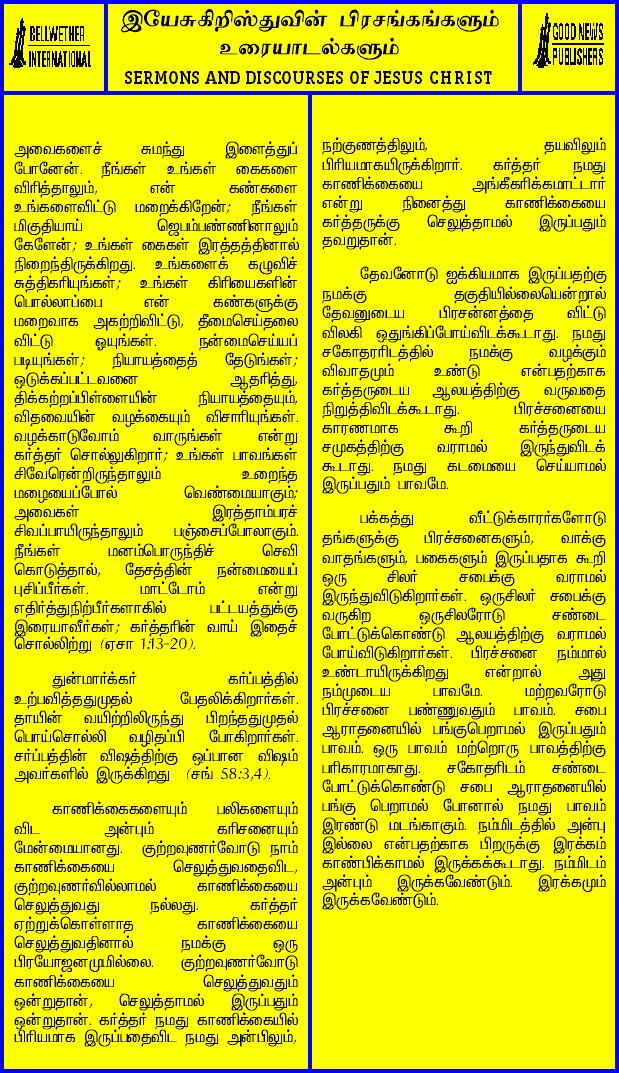 BELLWETHER
INTERNATIONAL
இயேசுகிறிஸ்துவின் பிரசங்கங்களும்
உரையாடல்களும்
SERMONS AND DISCOURSES OF JESUS CHRIST
GOOD NEWS
PUBLISHERS
அவைகளைச் சுமந்து இளைத்துப்
போனேன். நீங்கள் உங்கள் கைகளை
விரித்தாலும், என் கண்களை
உங்களைவிட்டு மறைக்கிறேன்; நீங்கள்
மிகுதியாய் ஜெபம்பண்ணினாலும்
கேளேன்; உங்கள் கைகள் இரத்தத்தினால்
நிறைந்திருக்கிறது. உங்களைக் கழுவிச்
சுத்திகரியுங்கள்; உங்கள் கிரியைகளின்
பொல்லாப்பை என் கண்களுக்கு
மறைவாக அகற்றிவிட்டு, தீமைசெய்தலை
விட்டு ஓயுங்கள். நன்மைசெய்யப்
படியுங்கள்; நியாயத்தைத் தேடுங்கள்;
ஒடுக்கப்பட்டவனை ஆதரித்து,
திக்கற்றப்பிள்ளையின் நியாயத்தையும்,
விதவையின் வழக்கையும் விசாரியுங்கள்.
வழக்காடுவோம் வாருங்கள் என்று
கர்த்தர் சொல்லுகிறார்; உங்கள் பாவங்கள்
சிவேரென்றிருந்தாலும் உறைந்த
மழையைப்போல் வெண்மையாகும்;
அவைகள் இரத்தாம்பரச்
சிவப்பாயிருந்தாலும் பஞ்சைப்போலாகும்.
நீங்கள் மனம்பொருந்திச் செவி
கொடுத்தால், தேசத்தின் நன்மையைப்
புசிப்பீர்கள். மாட்டோம் என்று
எதிர்த்துநிற்பீர்களாகில் பட்டயத்துக்கு
இரையாவீர்கள்; கர்த்தரின் வாய் இதைச்
சொல்லிற்று (ஏசா 1:13-20).
துன்மார்க்கர் கர்ப்பத்தில்
உற்பவித்ததுமுதல் பேதலிக்கிறார்கள்.
தாயின் வயிற்றிலிருந்து பிறந்ததுமுதல்
பொய்சொல்லி வழிதப்பி போகிறார்கள்.
சர்ப்பத்தின் விஷத்திற்கு ஒப்பான விஷம்
அவர்களில் இருக்கிறது (சங் 58:3,4).
காணிக்கைகளையும் பலிகளையும்
விட அன்பும் கரிசனையும்
மேன்மையானது. குற்றவுணர்வோடு நாம்
காணிக்கையை செலுத்துவதைவிட,
குற்றவுணர்வில்லாமல் காணிக்கையை
செலுத்துவது நல்லது. கர்த்தர்
ஏற்றுக்கொள்ளாத காணிக்கையை
செலுத்துவதினால் நமக்கு ஒரு
பிரயோஜனமுமில்லை. குற்றவுணர்வோடு
காணிக்கையை செலுத்துவதும்
ஒன்றுதான், செலுத்தாமல் இருப்பதும்
ஒன்றுதான். கர்த்தர் நமது காணிக்கையில்
பிரியமாக இருப்பதைவிட நமது அன்பிலும்,
நற்குணத்திலும், தயவிலும்
பிரியமாகயிருக்கிறார். கர்த்தர் நமது
காணிக்கையை அங்கீகரிக்கமாட்டார்
என்று நினைத்து காணிக்கையை
கர்த்தருக்கு செலுத்தாமல் இருப்பதும்
தவறுதான்.
தேவனோடு ஐக்கியமாக இருப்பதற்கு
நமக்கு தகுதியில்லையென்றால்
தேவனுடைய பிரசன்னத்தை விட்டு
விலகி ஒதுங்கிப்போய்விடக்கூடாது. நமது
சகோதரரிடத்தில் நமக்கு வழக்கும்
விவாதமும் உண்டு என்பதற்காக
கர்த்தருடைய ஆலயத்திற்கு வருவதை
நிறுத்திவிடக்கூடாது. பிரச்சனையை
காரணமாக கூறி கர்த்தருடைய
சமுகத்திற்கு வராமல் இருந்துவிடக்
கூடாது. நமது கடமையை செய்யாமல்
இருப்பதும் பாவமே.
பக்கத்து வீட்டுக்காரர்களோடு
தங்களுக்கு பிரச்சனைகளும், வாக்கு
வாதங்களும், பகைகளும் இருப்பதாக கூறி
ஒரு சிலர் சபைக்கு வராமல்
இருந்துவிடுகிறார்கள். ஒருசிலர் சபைக்கு
வருகிற ஒருசிலரோடு சண்டை
போட்டுக்கொண்டு ஆலயத்திற்கு வராமல்
போய்விடுகிறார்கள். பிரச்சனை நம்மால்
உண்டாயிருக்கிறது என்றால் அது
நம்முடைய பாவமே. மற்றவரோடு
பிரச்சனை பண்ணுவதும் பாவம். சபை
ஆராதனையில் பங்குபெறாமல் இருப்பதும்
பாவம். ஒரு பாவம் மற்றொரு பாவத்திற்கு
பரிகாரமாகாது. சகோதரிடம் சண்டை
போட்டுக்கொண்டு சபை ஆராதனையில்
பங்கு பெறாமல் போனால் நமது பாவம்
இரண்டு மடங்காகும். நம்மிடத்தில் அன்பு
இல்லை என்பதற்காக பிறருக்கு இரக்கம்
காண்பிக்காமல் இருக்கக்கூடாது. நம்மிடம்
அன்பும் இருக்கவேண்டும். இரக்கமும்
இருக்கவேண்டும்.